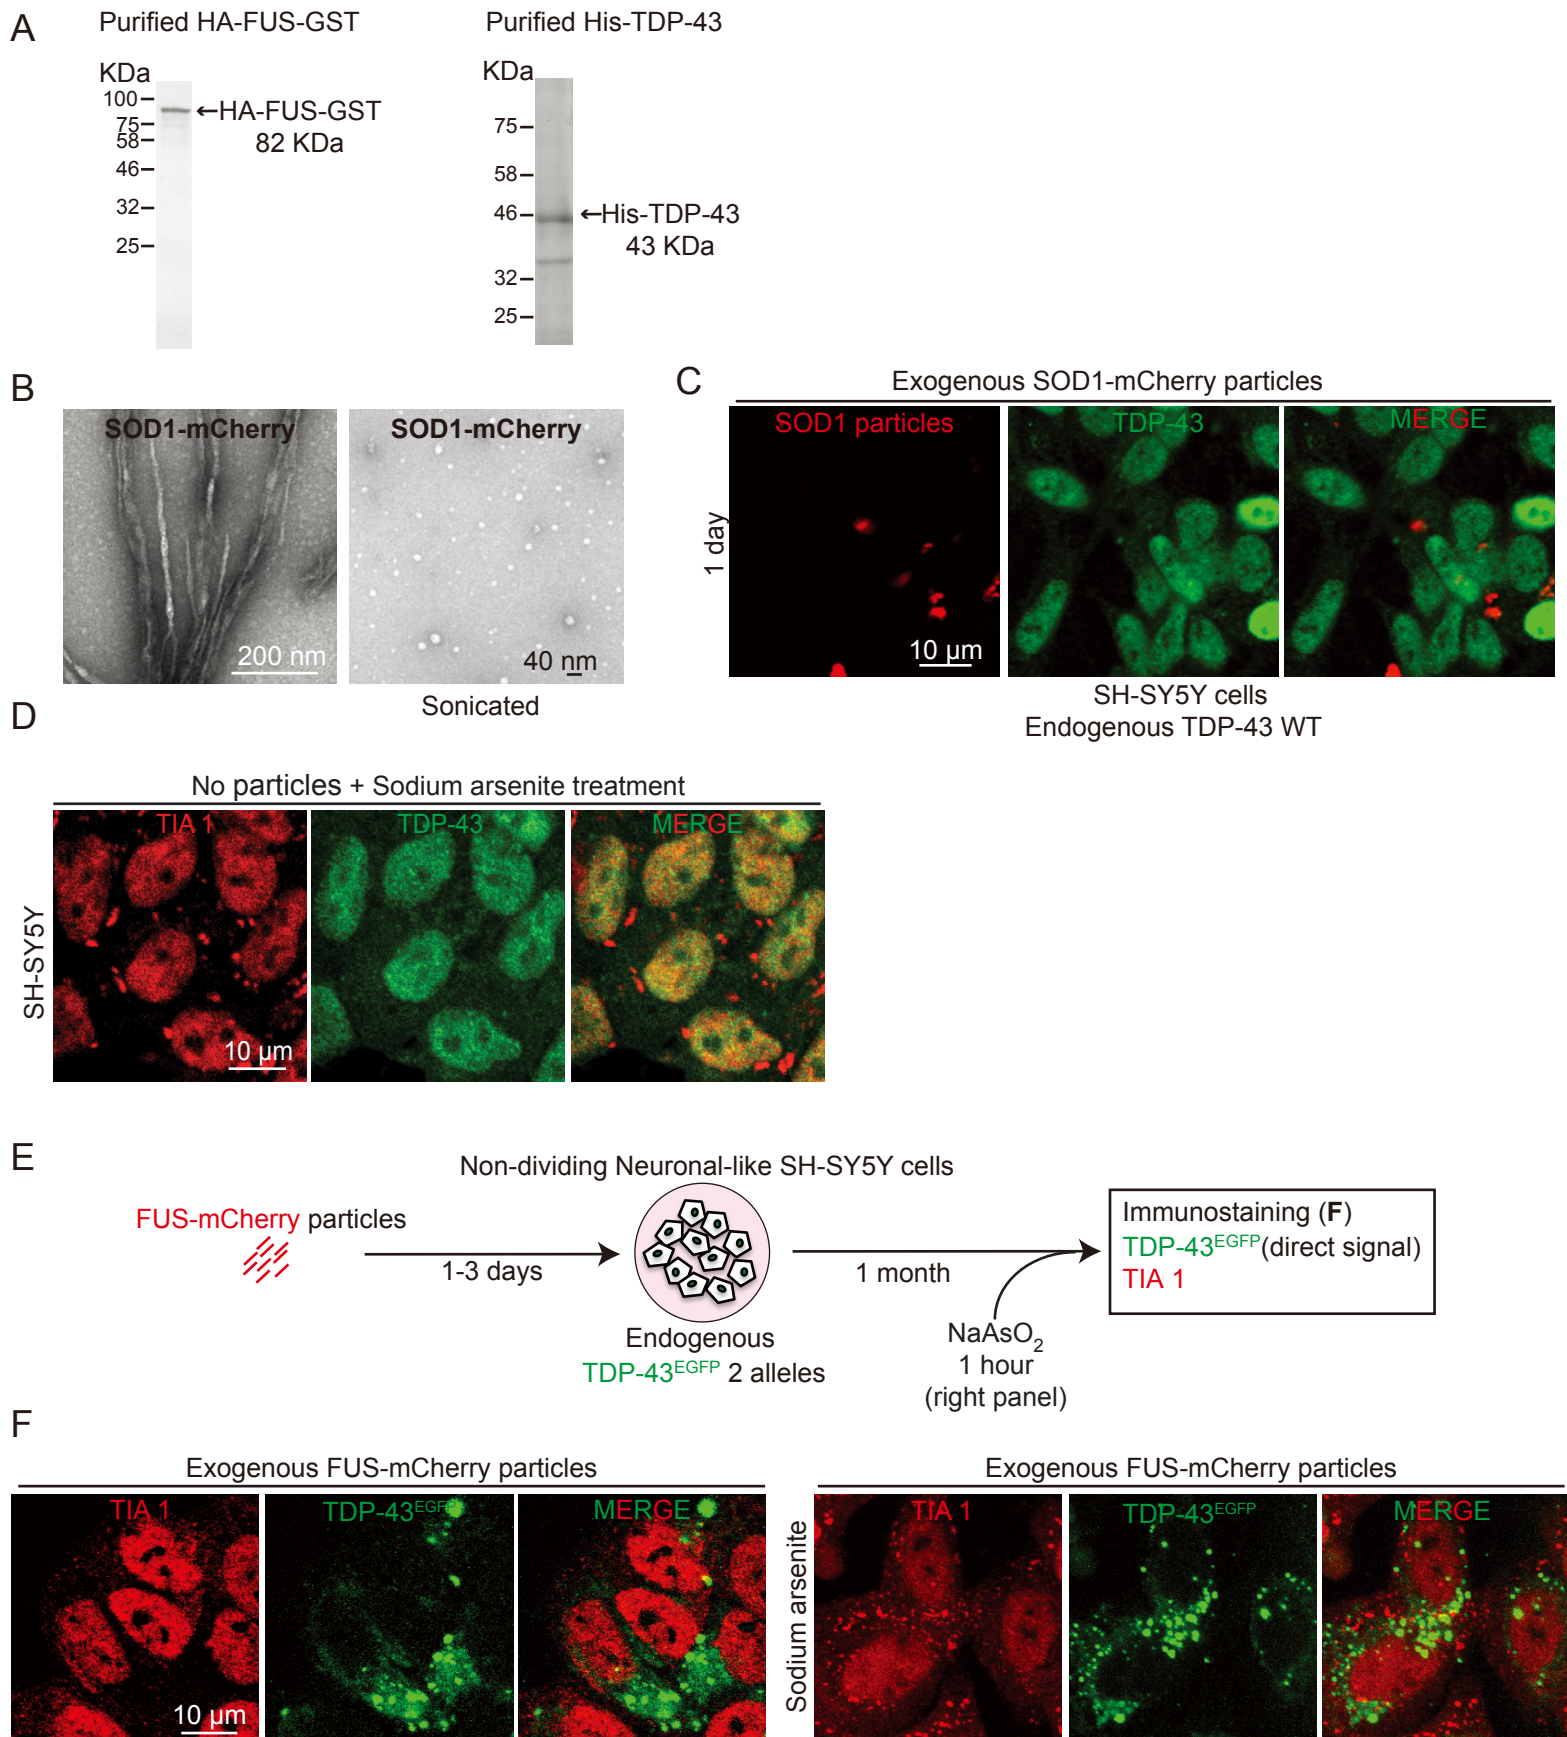 A
Purified HA-FUS-GST
KDa
100
75
58
46
32
25
←HA-FUS-GST
82 KDa
Purified His-TDP-43
KDa
75
58
46
32
25
←His-TDP-43
43 KDa
B
SOD1-mCherry
200 nm
SOD1-mCherry
40 nm
Sonicated
C
Exogenous SOD1-mCherry particles
1 day
SOD1 particles
TDP-43
MERGE
10 µm
SH-SY5Y cells
Endogenous TDP-43 WT
D
No particles + Sodium arsenite treatment
SH-SY5Y
TIA 1
TDP-43
MERGE
10 µm
E
Non-dividing Neuronal-like SH-SY5Y cells
FUS-mCherry particles
1-3 days
Endogenous
TDP-43EGFP 2 alleles
1 month
NaAsO2
1 hour
(right panel)
Immunostaining (F)
TDP-43EGFP(direct signal)
TIA 1
F
Exogenous FUS-mCherry particles
TIA 1
TDP-43EGFP
MERGE
10 µm
Exogenous FUS-mCherry particles
Sodium arsenite
TIA 1
TDP-43EGFP
MERGE